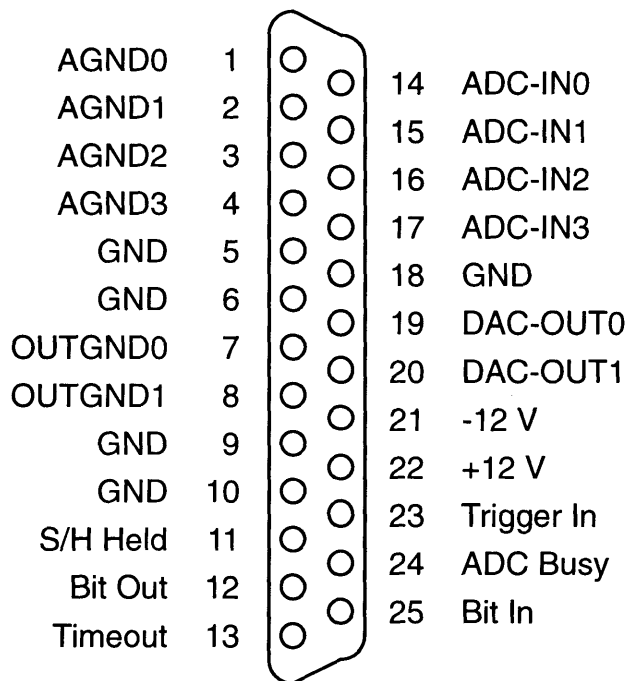 AGND0 1
14 ADC-IN0
AGND1 2
15 ADC-IN1
AGND2 3
16 ADC-IN2
AGND3 4
17 ADC-IN3
GND 5
18 GND
GND 6
19 DAC-OUT0
OUTGND0 7
20 DAC-OUT1
OUTGND1 8
21 -12 V
GND 9
22 +12 V
GND 10
23 Trigger In
S/H Held 11
24 ADC Busy
Bit Out 12
25 Bit In
Timeout 13